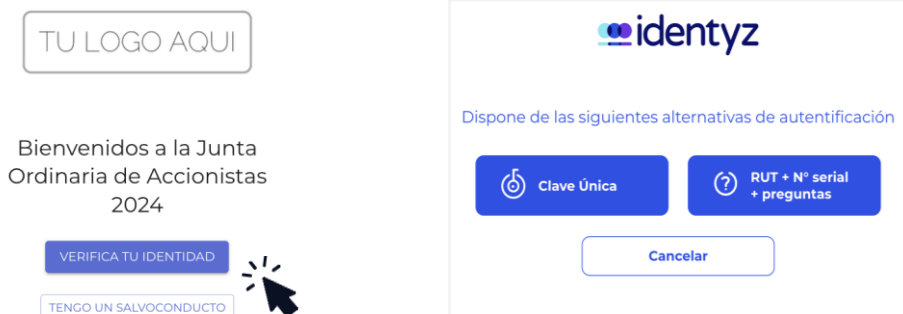 TU LOGO AQUI
Bienvenidos a la Junta
Ordinaria de Accionistas
2024
VERIFICA TU IDENTIDAD
TENGO UN SALVOCONDUCTO
identyz
Dispone de las siguientes alternativas de autentificación
Clave Única
RUT + N° serial
+ preguntas
Cancelar